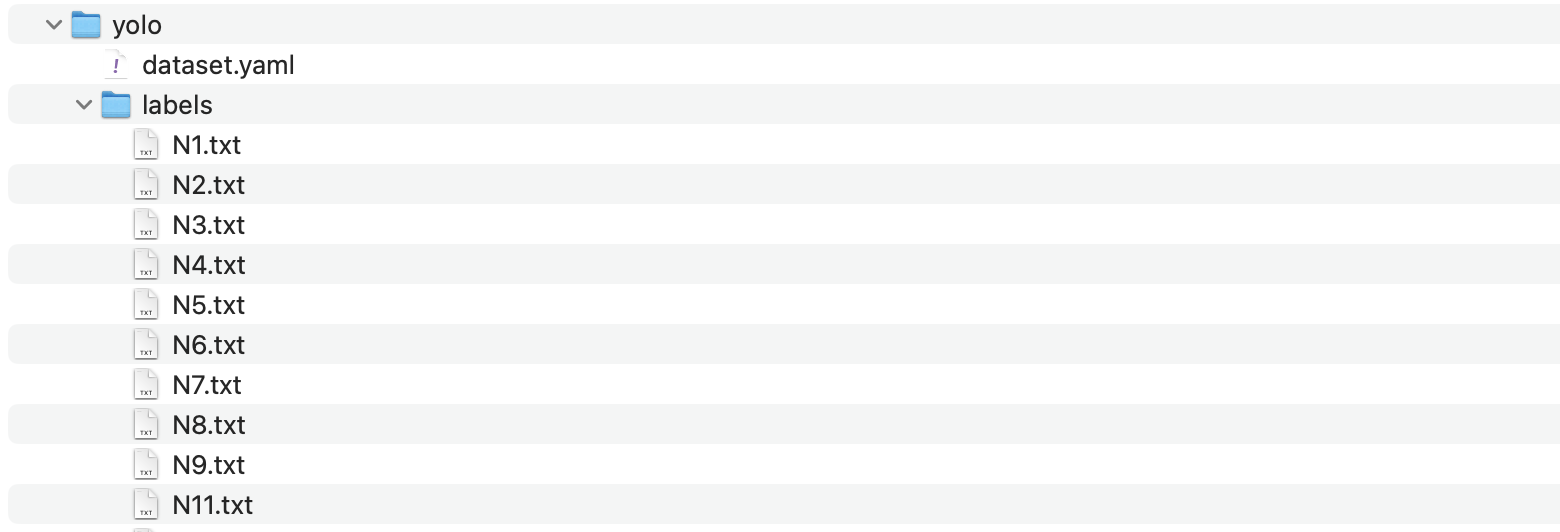 yolo
! dataset.yaml
labels
TXT N1.txt
TXT N2.txt
TXT N3.txt
TXT N4.txt
TXT N5.txt
TXT N6.txt
TXT N7.txt
TXT N8.txt
TXT N9.txt
TXT N11.txt